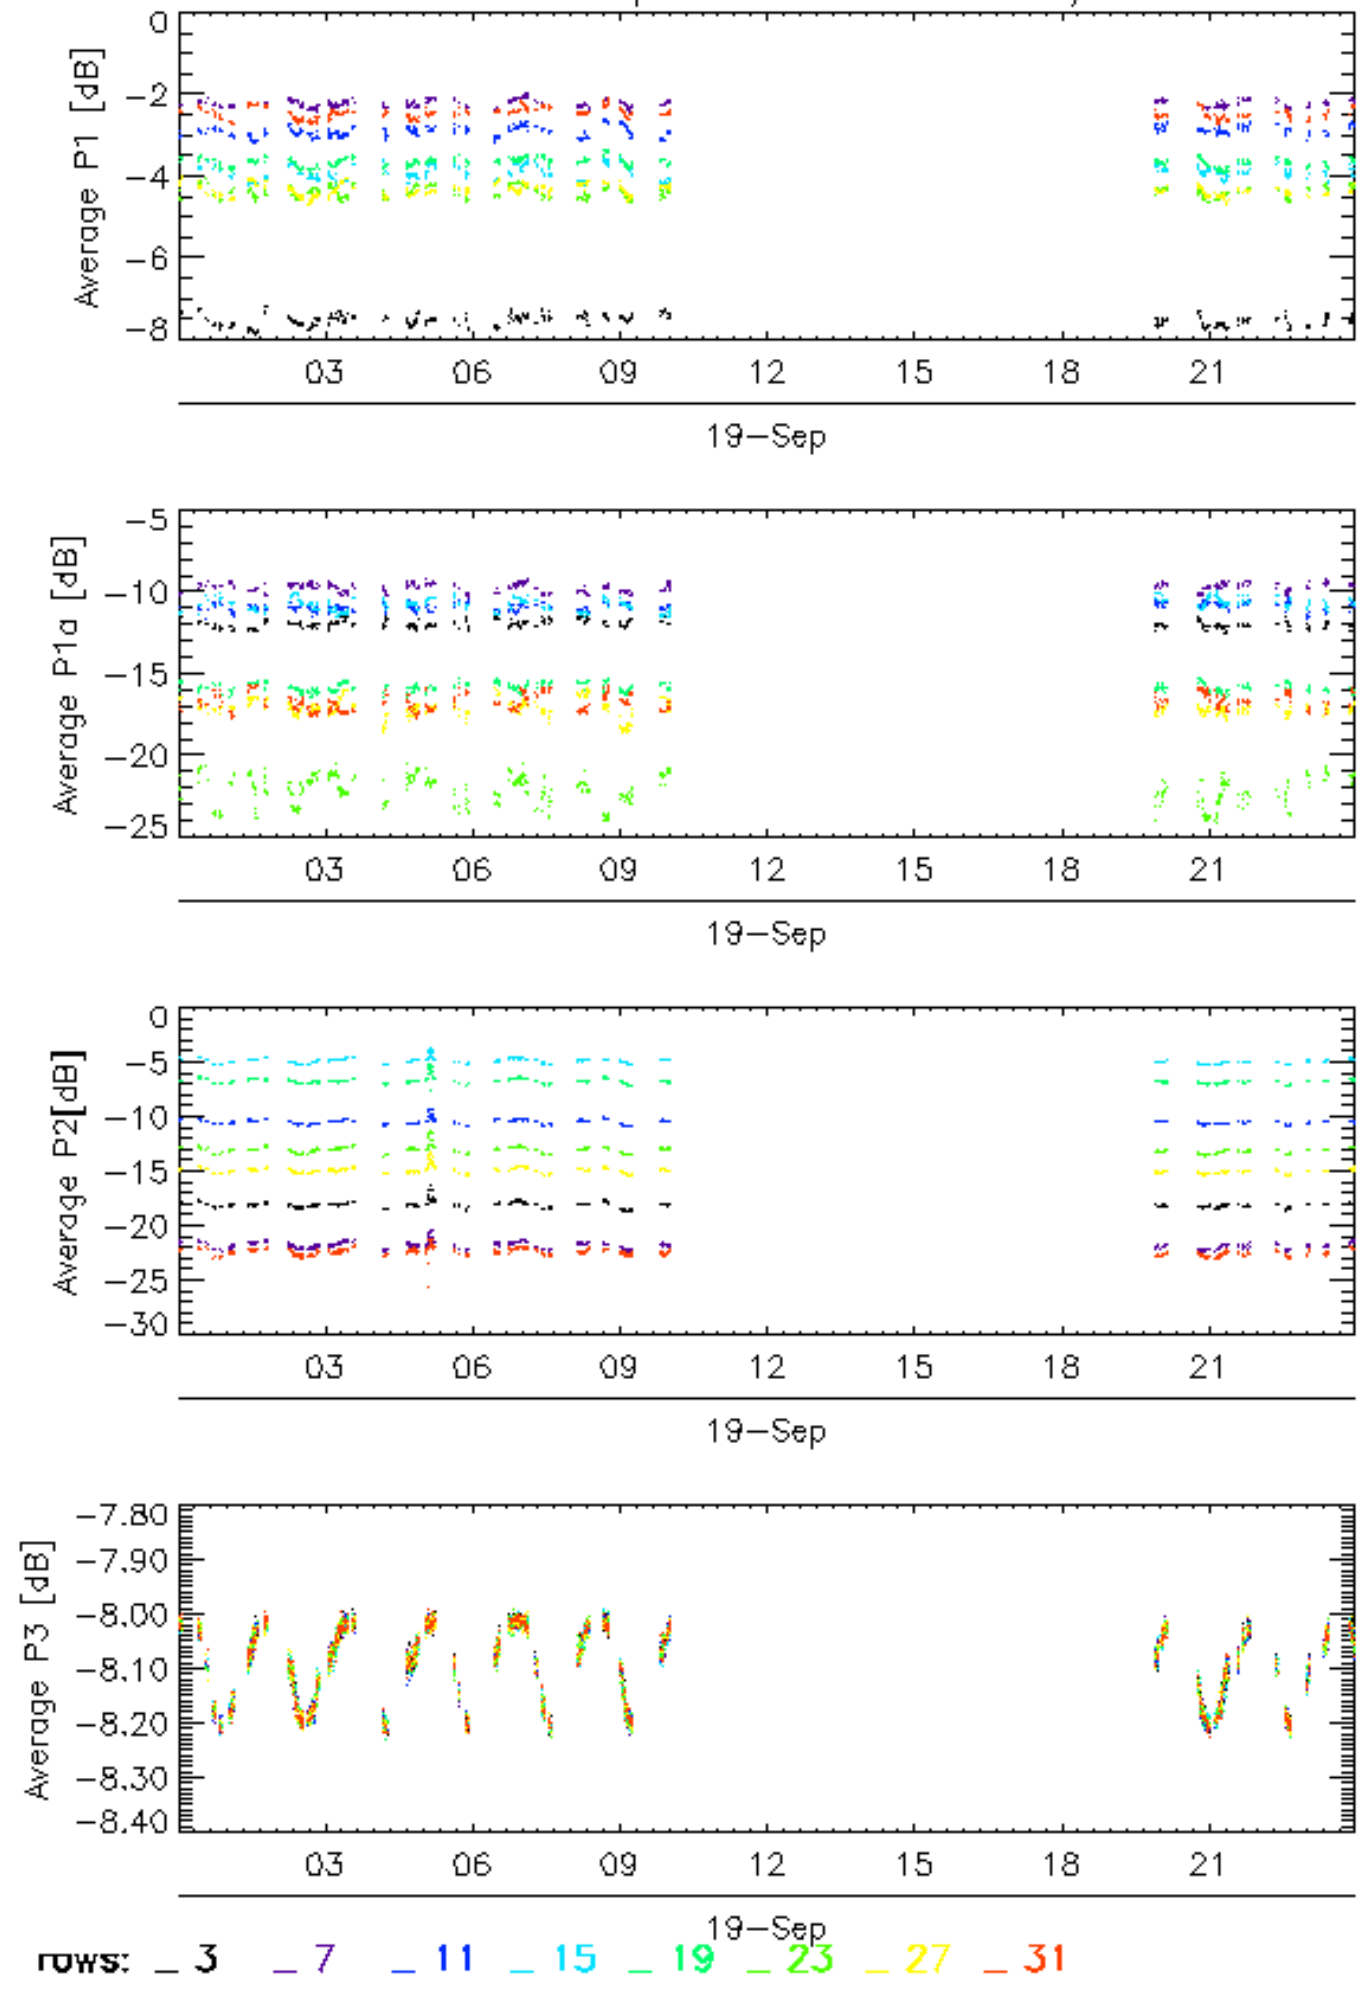 0
−2
−4
−6
−8
Average P1 [dB]
03 06 09 12 15 18 21
19−Sep
−5
−10
−15
−20
−25
Average P1a [dB]
03 06 09 12 15 18 21
19−Sep
0
−5
−10
−15
−20
−25
−30
Average P2[dB]
03 06 09 12 15 18 21
19−Sep
−7.80
−7.90
−8.00
−8.10
−8.20
−8.30
−8.40
Average P3 [dB]
03 06 09 12 15 18 21
19−Sep
rows: _ 3 _ 7 _ 11 _ 15 _ 19 _ 23 _ 27 _ 31